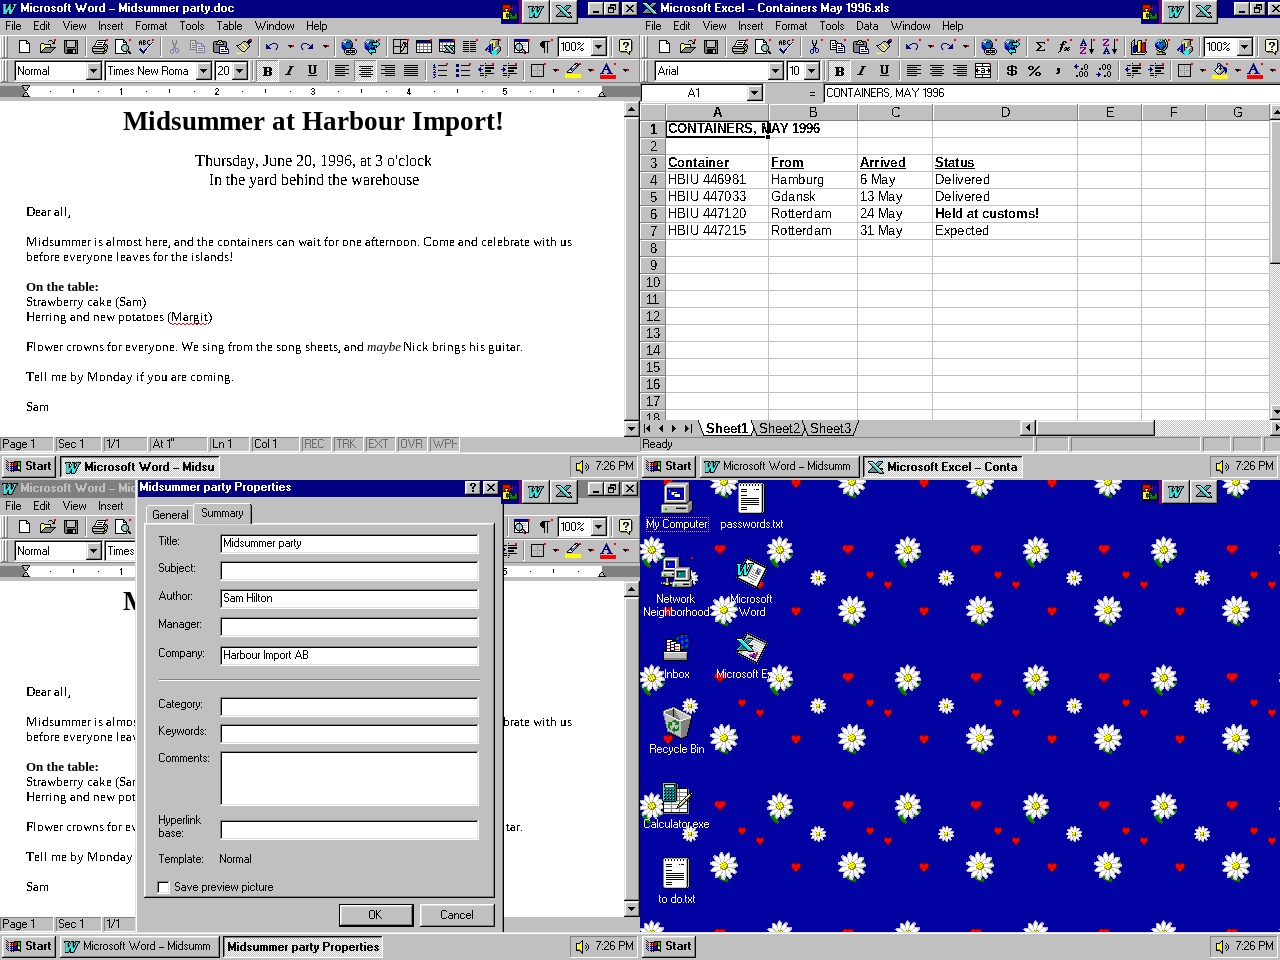 Microsoft Word – Midsummer party.doc
File Edit View Insert Format Tools Table Window Help
100%
Normal Times New Roma 20 B I U
1 2 3 4 5
Midsummer at Harbour Import!
Thursday, June 20, 1996, at 3 o'clock
In the yard behind the warehouse
Dear all,
Midsummer is almost here, and the containers can wait for one afternoon. Come and celebrate with us
before everyone leaves for the islands!
On the table:
Strawberry cake (Sam)
Herring and new potatoes (Margit)
Flower crowns for everyone. We sing from the song sheets, and maybe Nick brings his guitar.
Tell me by Monday if you are coming.
Sam
Page 1 Sec 1 1/1 At 1" Ln 1 Col 1 REC TRK EXT OVR WPH
Start Microsoft Word – Midsu 7:26 PM
Microsoft Excel – Containers May 1996.xls
File Edit View Insert Format Tools Data Window Help
100%
Arial 10 B I U $ % ,
A1 = CONTAINERS, MAY 1996
A B C D E F G
1 CONTAINERS, MAY 1996
2
3 Container From Arrived Status
4 HBIU 446981 Hamburg 6 May Delivered
5 HBIU 447033 Gdansk 13 May Delivered
6 HBIU 447120 Rotterdam 24 May Held at customs!
7 HBIU 447215 Rotterdam 31 May Expected
8
9
10
11
12
13
14
15
16
17
18
Sheet1 Sheet2 Sheet3
Ready
Start Microsoft Word – Midsumm Microsoft Excel – Conta 7:26 PM
Microsoft Word – Mid
File Edit View Insert
100%
Normal Times
1 5
M
Dear all,
Midsummer is almos
brate with us
before everyone leav
On the table:
Strawberry cake (Sar
Herring and new pot
Flower crowns for ev
tar.
Tell me by Monday
Sam
Page 1 Sec 1 1/1
Midsummer party Properties
General Summary
Title: Midsummer party
Subject:
Author: Sam Hilton
Manager:
Company: Harbour Import AB
Category:
Keywords:
Comments:
Hyperlink
base:
Template: Normal
Save preview picture
OK Cancel
Start Microsoft Word – Midsumm Midsummer party Properties 7:26 PM
My Computer passwords.txt
Network
Neighborhood
Microsoft
Word
Inbox Microsoft E
Recycle Bin
Calculator.exe
to do.txt
Start 7:26 PM